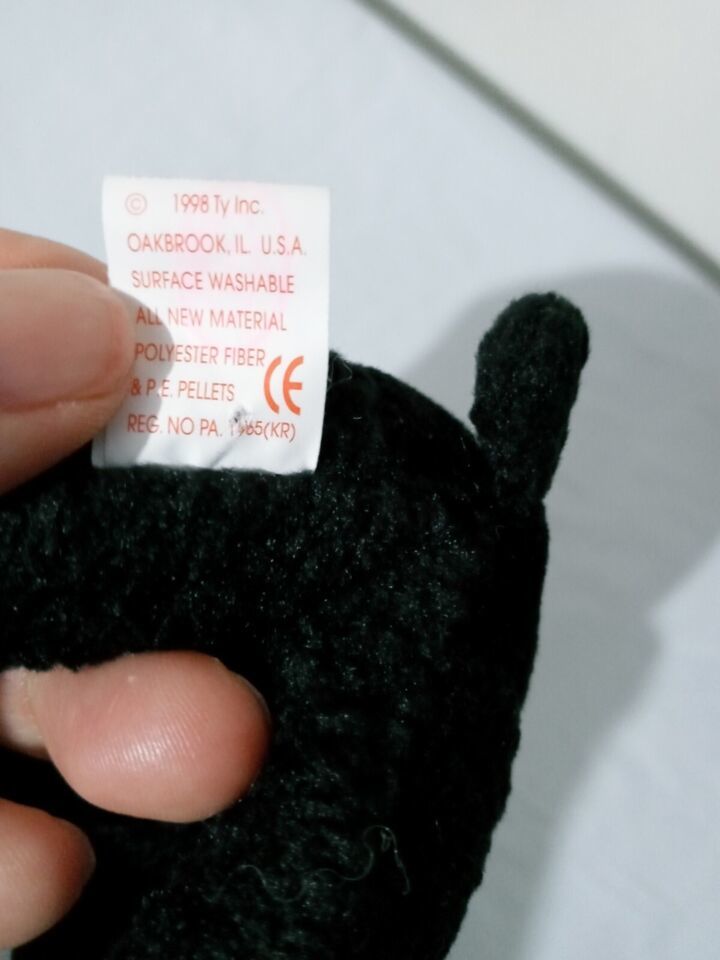 © 1998 Ty Inc.
OAKBROOK, IL. U.S.A.
SURFACE WASHABLE
ALL NEW MATERIAL
POLYESTER FIBER
& P.E. PELLETS CE
REG. NO PA.